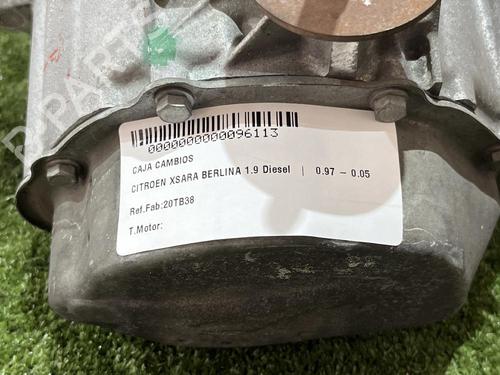 0000000000096113
CAJA CAMBIOS
CITROEN XSARA BERLINA 1.9 Diesel | 0.97 – 0.05
Ref.Fab:20TB38
T.Motor: